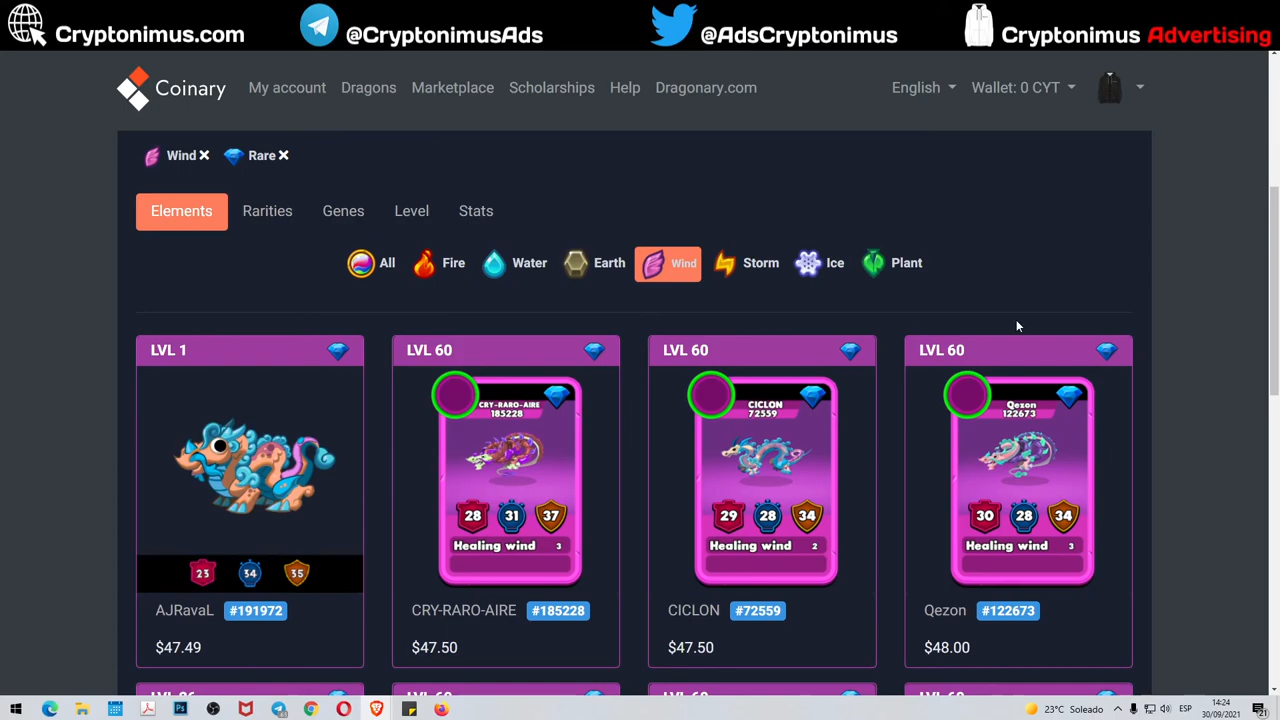 Cryptonimus.com @CryptonimusAds @AdsCryptonimus Cryptonimus Advertising
Coinary My account Dragons Marketplace Scholarships Help Dragonary.com English Wallet: 0 CYT
Wind Rare
Elements Rarities Genes Level Stats
All Fire Water Earth Wind Storm Ice Plant
LVL 1 LVL 60 LVL 60 LVL 60
CRY-RARO-AIRE CICLON Qezon
185228 72559 122673
28 31 37 29 28 34 30 28 34
Healing wind 3 Healing wind 2 Healing wind 3
23 34 35
AJRavaL #191972 CRY-RARO-AIRE #185228 CICLON #72559 Qezon #122673
$47.49 $47.50 $47.50 $48.00
23°C Soleado ESP 14:24
30/09/2021 21